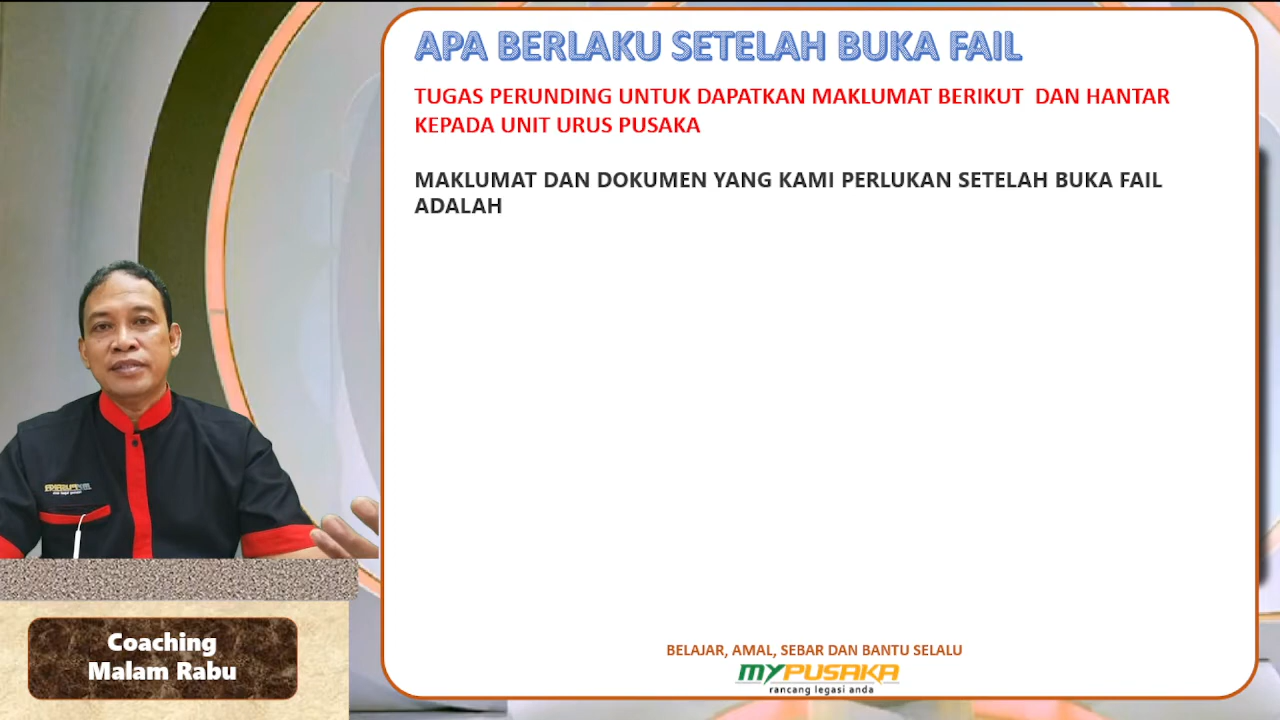 APA BERLAKU SETELAH BUKA FAIL
TUGAS PERUNDING UNTUK DAPATKAN MAKLUMAT BERIKUT DAN HANTAR
KEPADA UNIT URUS PUSAKA
MAKLUMAT DAN DOKUMEN YANG KAMI PERLUKAN SETELAH BUKA FAIL
ADALAH
Coaching
Malam Rabu
BELAJAR, AMAL, SEBAR DAN BANTU SELALU
MYPUSAKA
rancang legasi anda